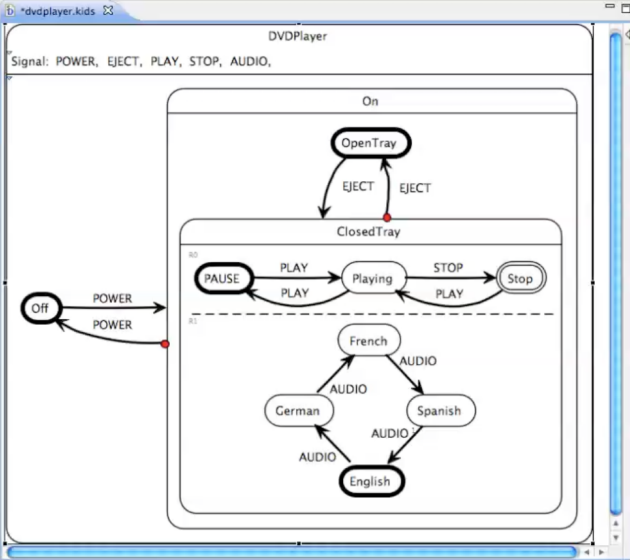 *dvdplayer.kids
DVDPlayer
Signal: POWER, EJECT, PLAY, STOP, AUDIO,
On
OpenTray
EJECT
EJECT
ClosedTray
R0
PAUSE
PLAY
Playing
STOP
Stop
PLAY
PLAY
Off
POWER
POWER
R1
French
AUDIO
AUDIO
German
Spanish
AUDIO
AUDIO
English